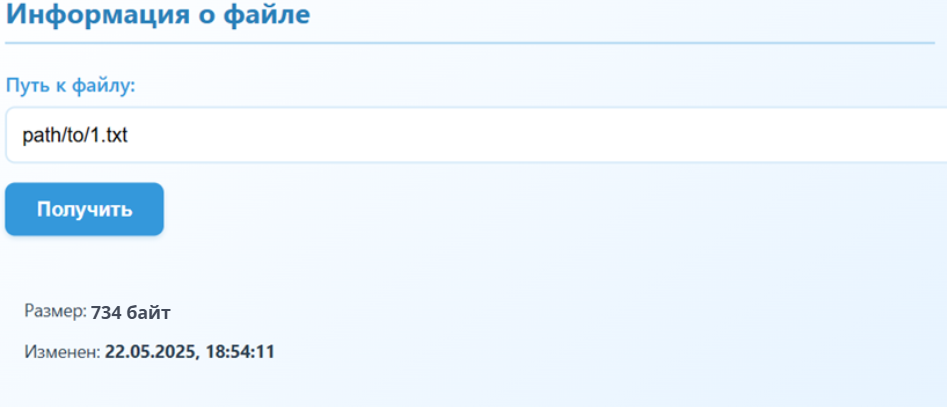 Информация о файле
Путь к файлу:
path/to/1.txt
Получить
Размер: 734 байт
Изменен: 22.05.2025, 18:54:11